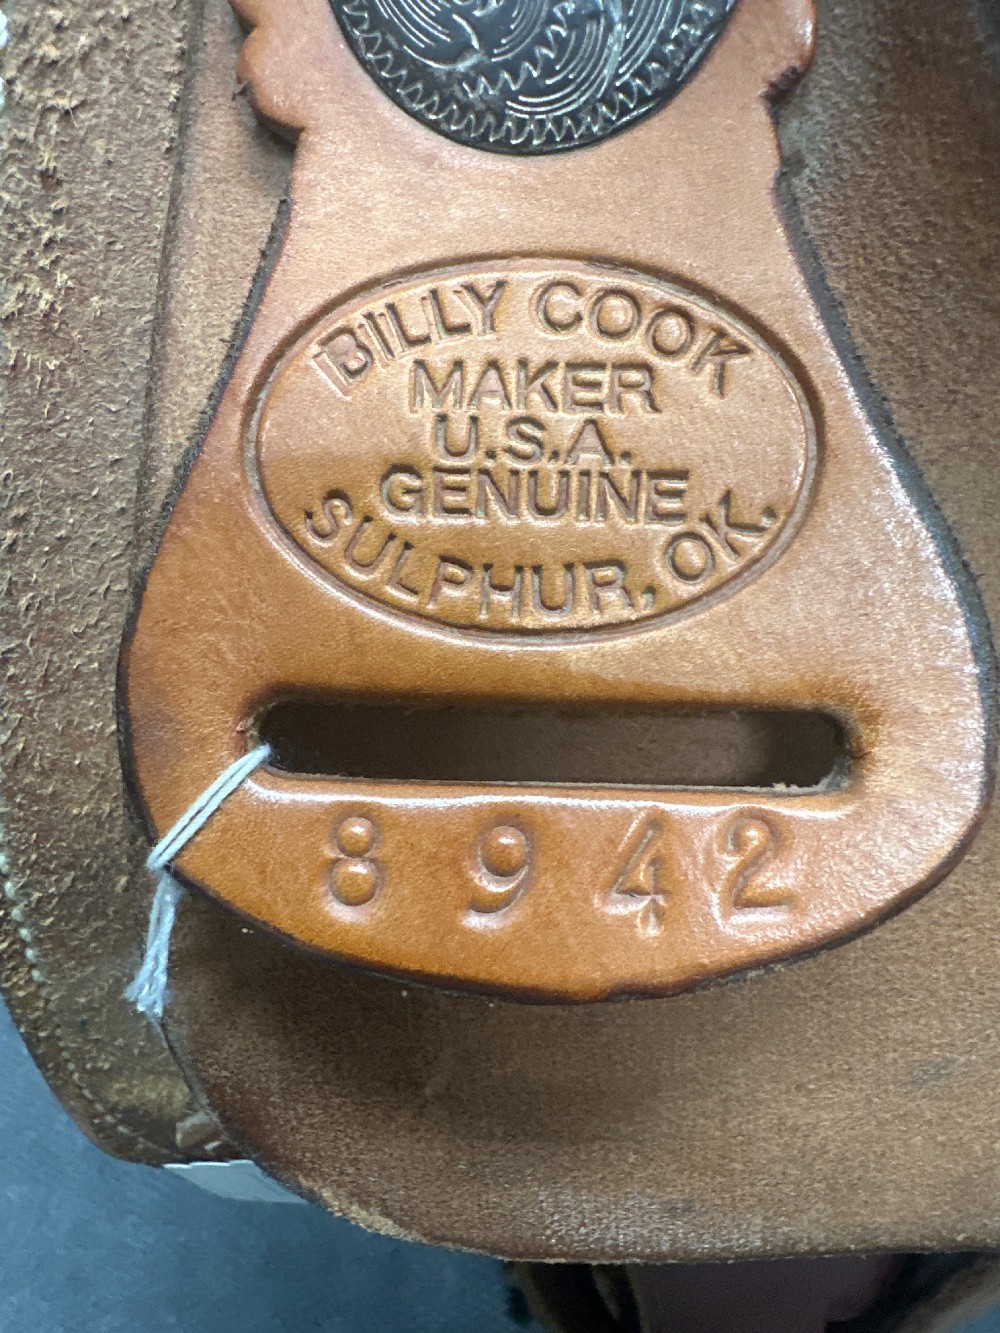 BILLY COOK
MAKER
U.S.A.
GENUINE
SULPHUR, OK.
8942